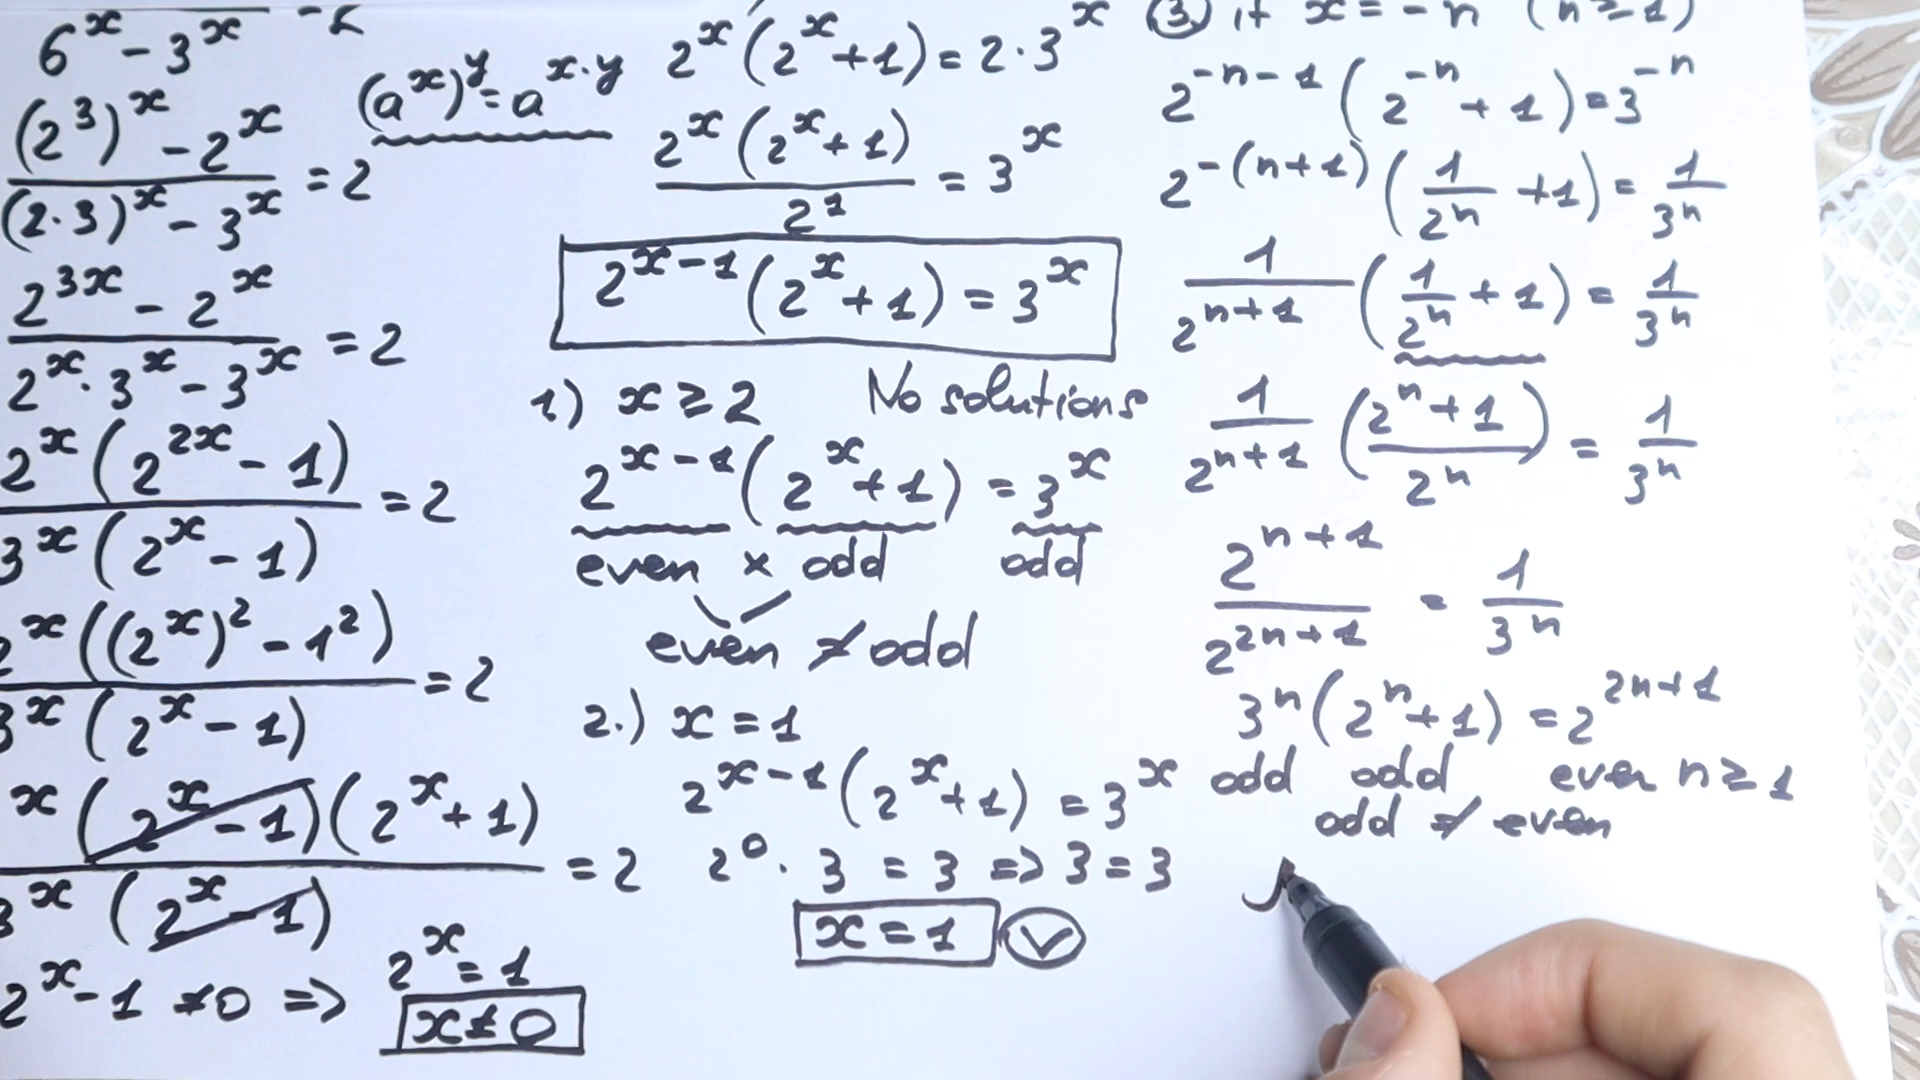 6^x - 3^x
(2^3)^x - 2^x / (2·3)^x - 3^x = 2
(a^x)^y = a^{x·y}
2^{3x} - 2^x / 2^x·3^x - 3^x = 2
2^x(2^{2x} - 1) / 3^x(2^x - 1) = 2
2^x((2^x)^2 - 1^2) / 3^x(2^x - 1) = 2
x(2^x - 1)(2^x + 1) / 3^x(2^x - 1) = 2
2^x - 1 ≠ 0 => 2^x = 1
x ≠ 0
2^x(2^x + 1) = 2·3^x
2^x(2^x + 1) / 2^1 = 3^x
2^{x-1}(2^x + 1) = 3^x
1) x ≥ 2 No solutions
2^{x-1}(2^x + 1) = 3^x
even × odd odd
even ≠ odd
2.) x = 1
2^{x-1}(2^x + 1) = 3^x
2^0 · 3 = 3 => 3 = 3
x = 1 ✓
3.) if x = -n (n ≥ 1)
2^{-n-1}(2^{-n} + 1) = 3^{-n}
2^{-(n+1)}(1/2^n + 1) = 1/3^n
1/2^{n+1}(1/2^n + 1) = 1/3^n
1/2^{n+1}((2^n + 1)/2^n) = 1/3^n
2^{n+1}/2^{2n+1} = 1/3^n
3^n(2^n + 1) = 2^{2n+1}
odd odd even n ≥ 1
odd ≠ even